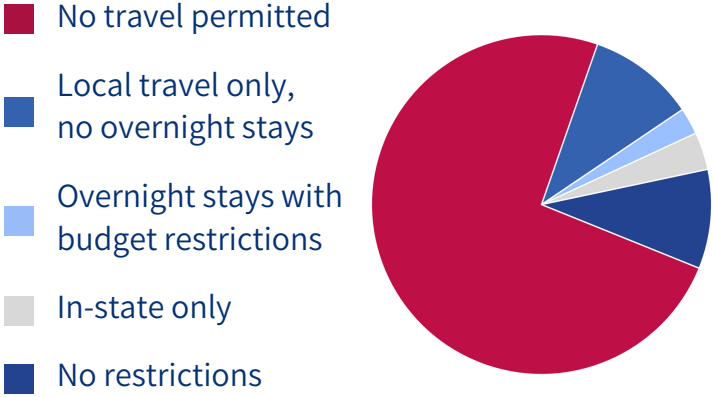 No travel permitted
Local travel only,
no overnight stays
Overnight stays with
budget restrictions
In-state only
No restrictions